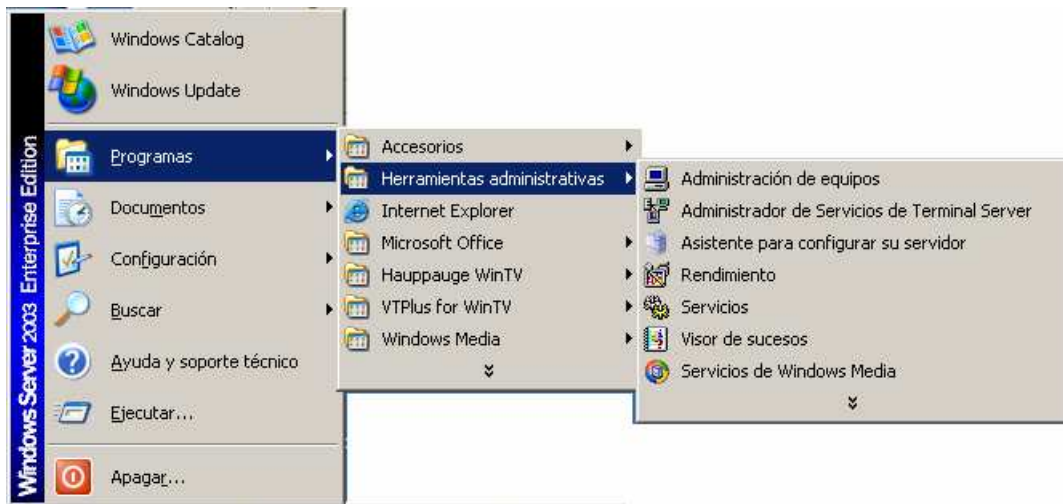 Windows Server 2003 Enterprise Edition
Windows Catalog
Windows Update
Programas
Documentos
Configuración
Buscar
Ayuda y soporte técnico
Ejecutar...
Apagar...
Accesorios
Herramientas administrativas
Internet Explorer
Microsoft Office
Hauppauge WinTV
VTPlus for WinTV
Windows Media
Administración de equipos
Administrador de Servicios de Terminal Server
Asistente para configurar su servidor
Rendimiento
Servicios
Visor de sucesos
Servicios de Windows Media